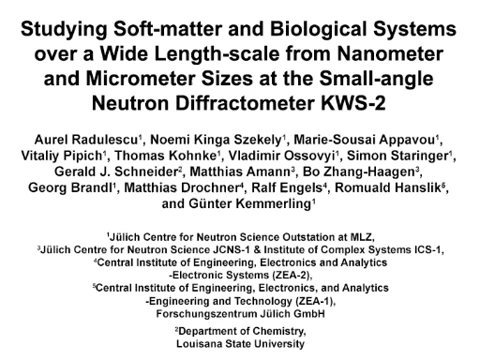 Studying Soft-matter and Biological Systems
over a Wide Length-scale from Nanometer
and Micrometer Sizes at the Small-angle
Neutron Diffractometer KWS-2
Aurel Radulescu¹, Noemi Kinga Szekely¹, Marie-Sousai Appavou¹,
Vitaliy Pipich¹, Thomas Kohnke¹, Vladimir Ossovyi¹, Simon Staringer¹,
Gerald J. Schneider², Matthias Amann³, Bo Zhang-Haagen³,
Georg Brandl¹, Matthias Drochner⁴, Ralf Engels⁴, Romuald Hanslik⁵,
and Günter Kemmerling¹
¹Jülich Centre for Neutron Science Outstation at MLZ,
³Jülich Centre for Neutron Science JCNS-1 & Institute of Complex Systems ICS-1,
⁴Central Institute of Engineering, Electronics and Analytics
-Electronic Systems (ZEA-2),
⁵Central Institute of Engineering, Electronics, and Analytics
-Engineering and Technology (ZEA-1),
Forschungszentrum Jülich GmbH
²Department of Chemistry,
Louisana State University